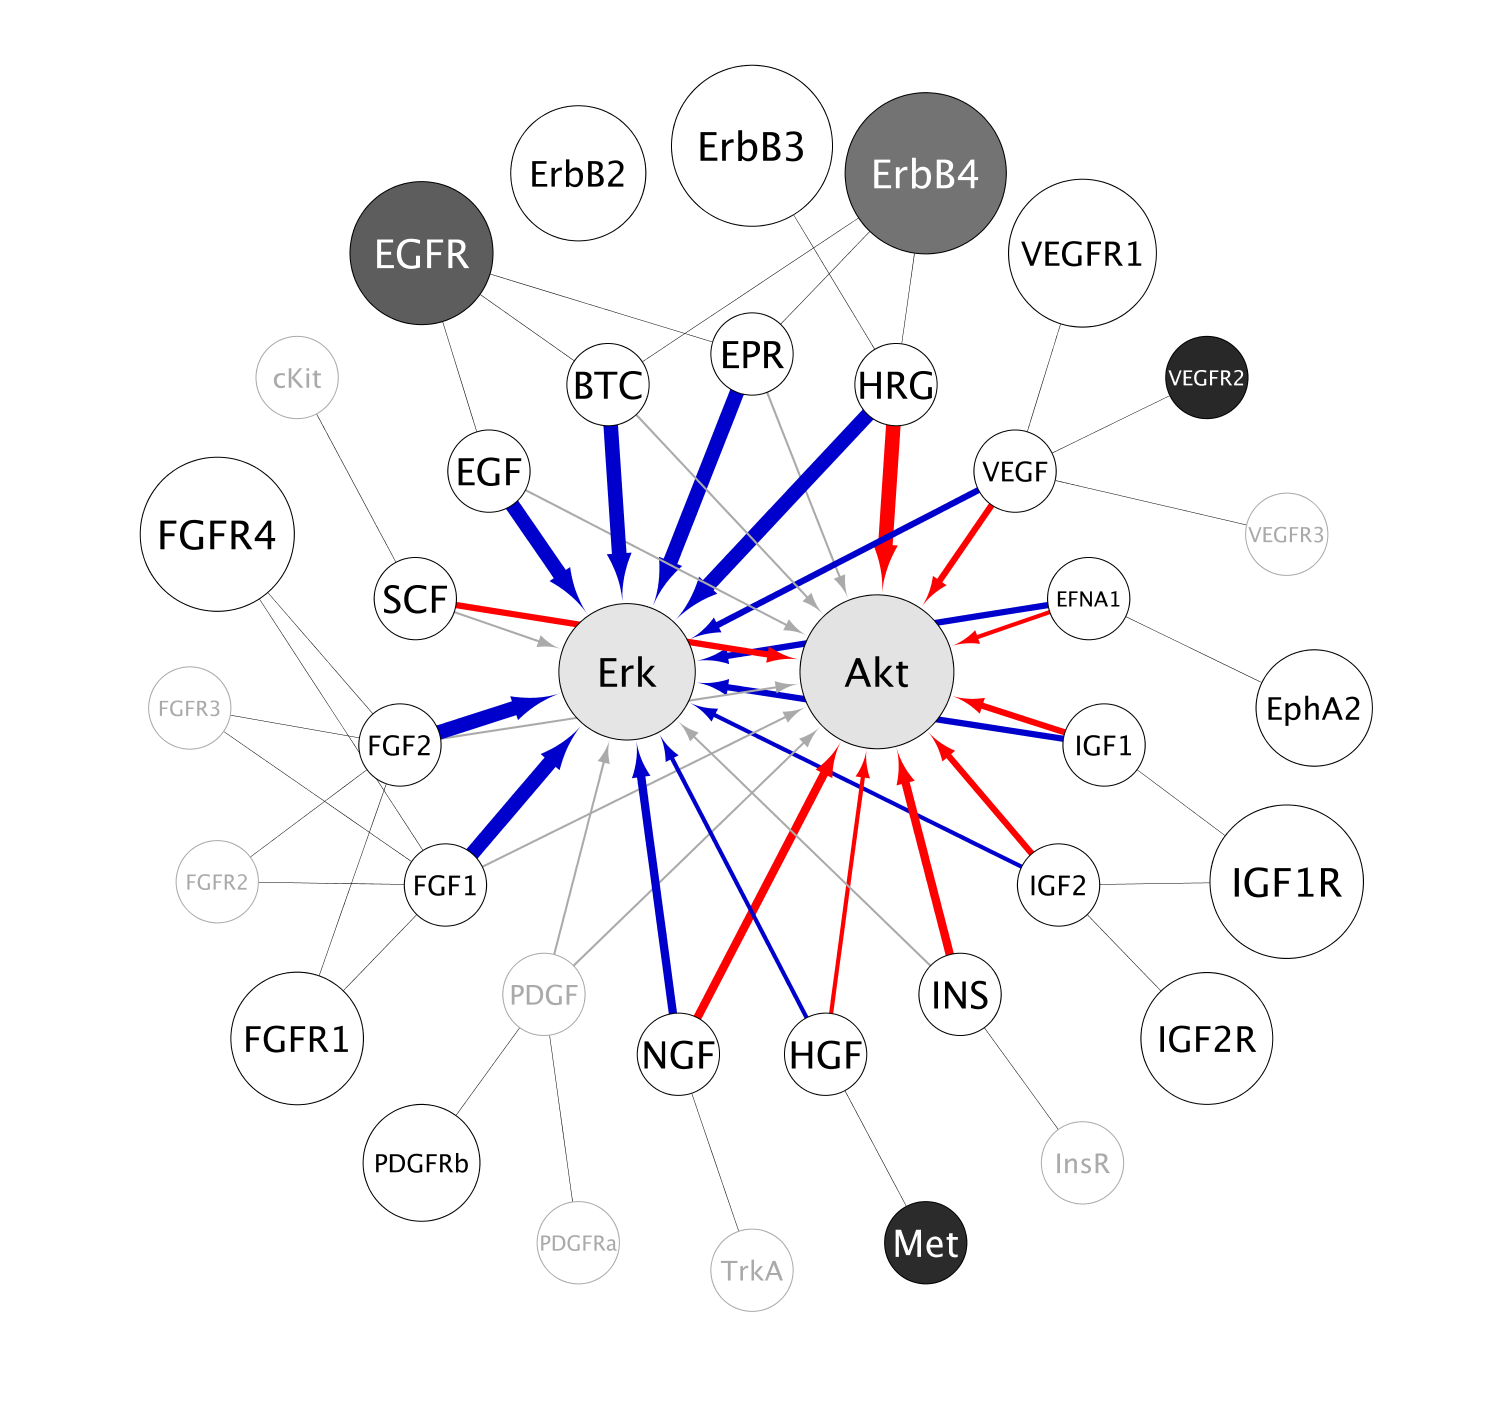 ErbB3
ErbB2
ErbB4
EGFR
VEGFR1
cKit
VEGFR2
EPR
BTC
HRG
EGF
VEGF
FGFR4
VEGFR3
SCF
EFNA1
Erk
Akt
FGFR3
EphA2
FGF2
IGF1
FGFR2
FGF1
IGF2
IGF1R
PDGF
INS
FGFR1
IGF2R
NGF
HGF
PDGFRb
InsR
PDGFRa
Met
TrkA